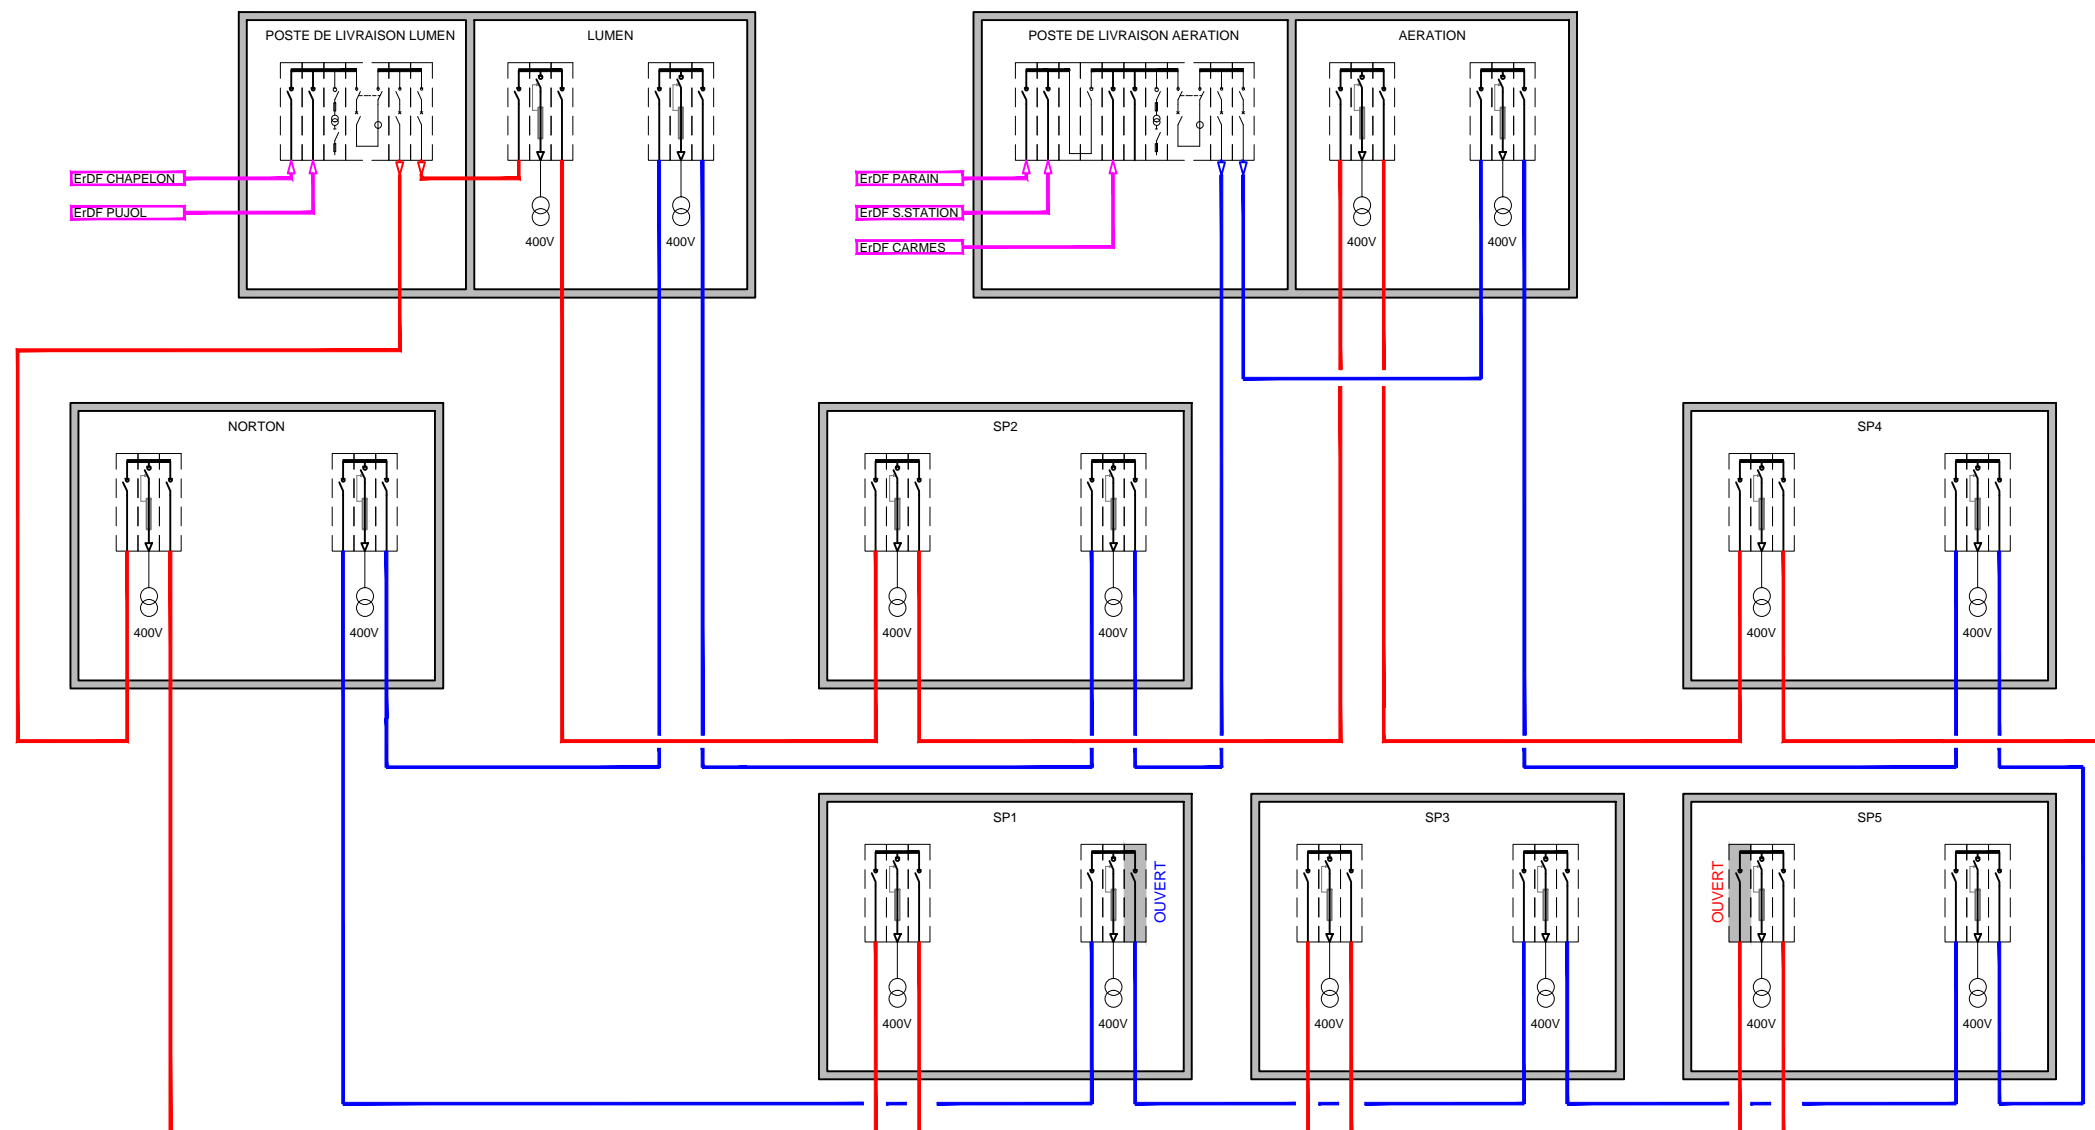 POSTE DE LIVRAISON LUMEN
LUMEN
POSTE DE LIVRAISON AERATION
AERATION
ErDF CHAPELON
ErDF PUJOL
ErDF PARAIN
ErDF S.STATION
ErDF CARMES
400V
400V
400V
400V
NORTON
SP2
SP4
400V
400V
400V
400V
400V
400V
SP1
SP3
SP5
OUVERT
OUVERT
400V
400V
400V
400V
400V
400V